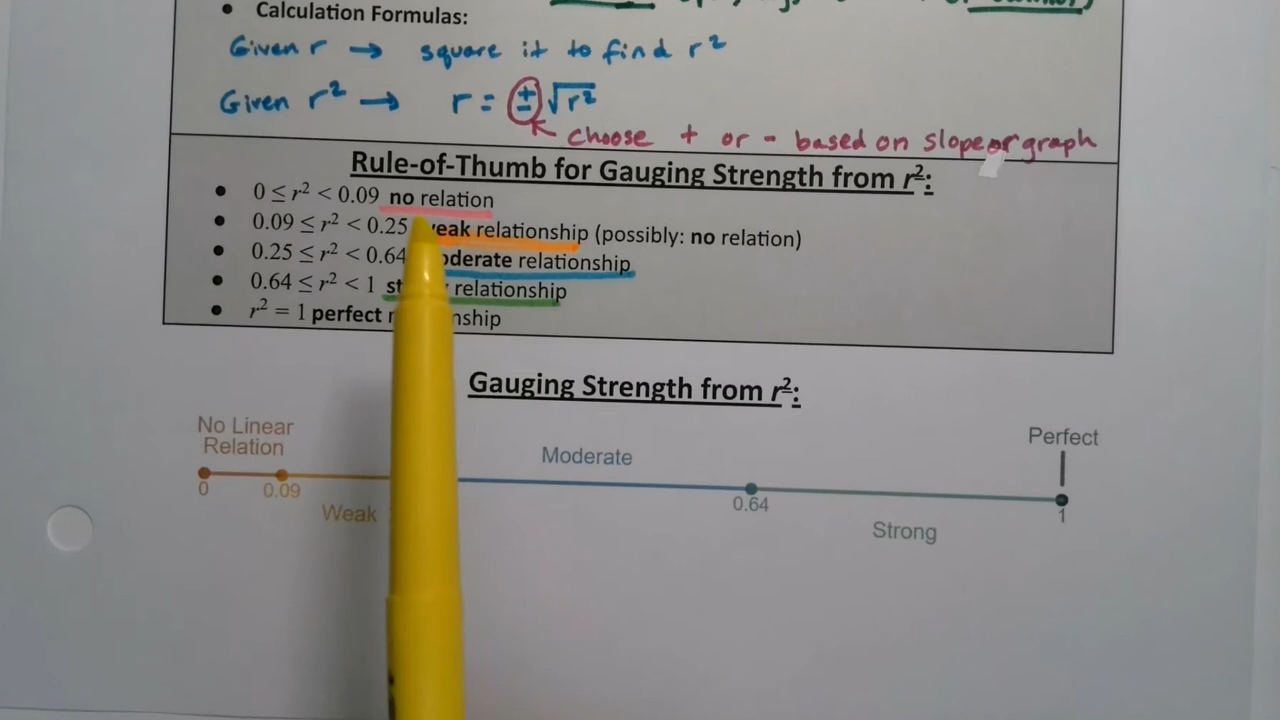 • Calculation Formulas:
Given r → square it to find r²
Given r² → r = ± √r²
choose + or - based on slope or graph
Rule-of-Thumb for Gauging Strength from r²:
• 0 ≤ r² < 0.09 no relation
• 0.09 ≤ r² < 0.25 relationship (possibly: no relation)
• 0.25 ≤ r² < 0.64 relationship
• 0.64 ≤ r² < 1 relationship
• r² = 1 perfect
Gauging Strength from r²:
No Linear
Relation
Moderate
Perfect
0 0.09 0.64 1
Weak Strong